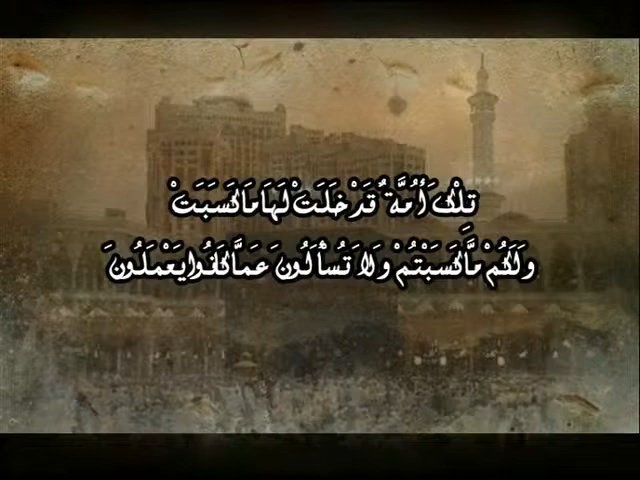 تِلْكَ أُمَّةٌ قَدْ خَلَتْ لَهَا مَا كَسَبَتْ
وَلَكُمْ مَّا كَسَبْتُمْ وَلَا تُسْأَلُونَ عَمَّا كَانُوا يَعْمَلُونَ